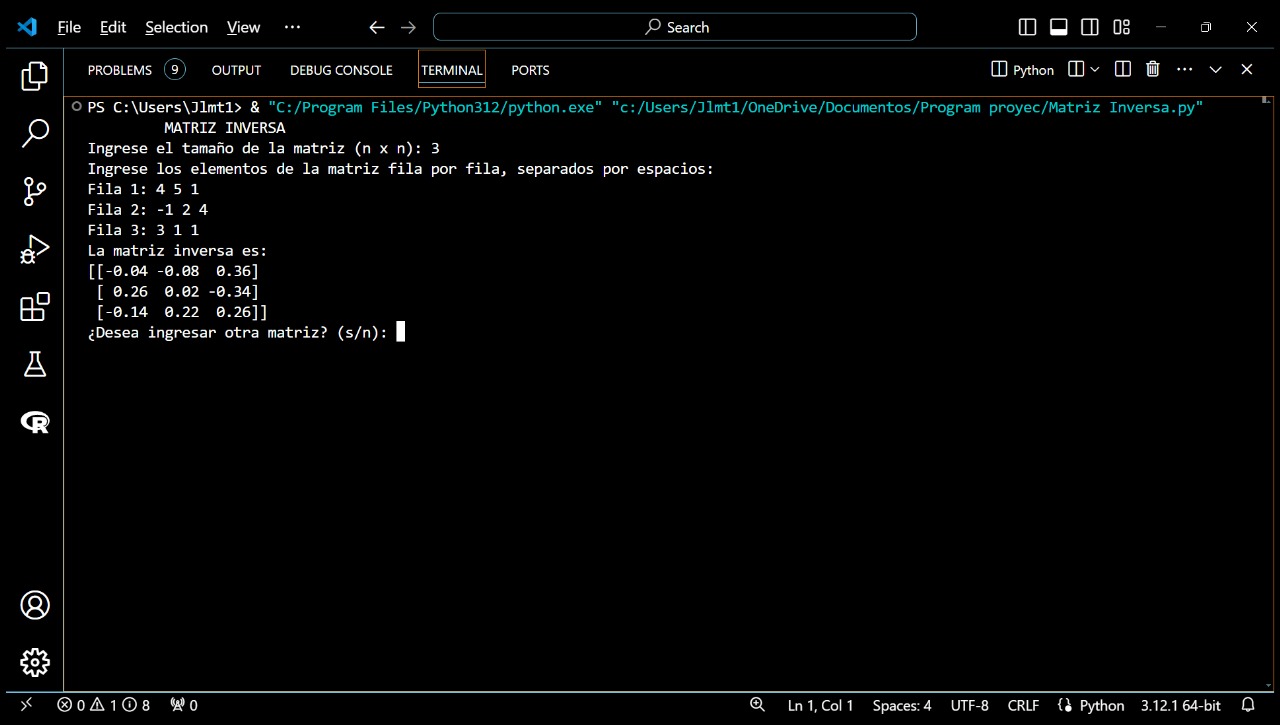 File Edit Selection View ··· Search
PROBLEMS 9 OUTPUT DEBUG CONSOLE TERMINAL PORTS Python
PS C:\Users\Jlmt1> & "C:/Program Files/Python312/python.exe" "c:/Users/Jlmt1/OneDrive/Documentos/Program proyec/Matriz Inversa.py"
MATRIZ INVERSA
Ingrese el tamaño de la matriz (n x n): 3
Ingrese los elementos de la matriz fila por fila, separados por espacios:
Fila 1: 4 5 1
Fila 2: -1 2 4
Fila 3: 3 1 1
La matriz inversa es:
[[-0.04 -0.08  0.36]
[ 0.26  0.02 -0.34]
[-0.14  0.22  0.26]]
¿Desea ingresar otra matriz? (s/n):
0 1 8 0 Ln 1, Col 1 Spaces: 4 UTF-8 CRLF Python 3.12.1 64-bit